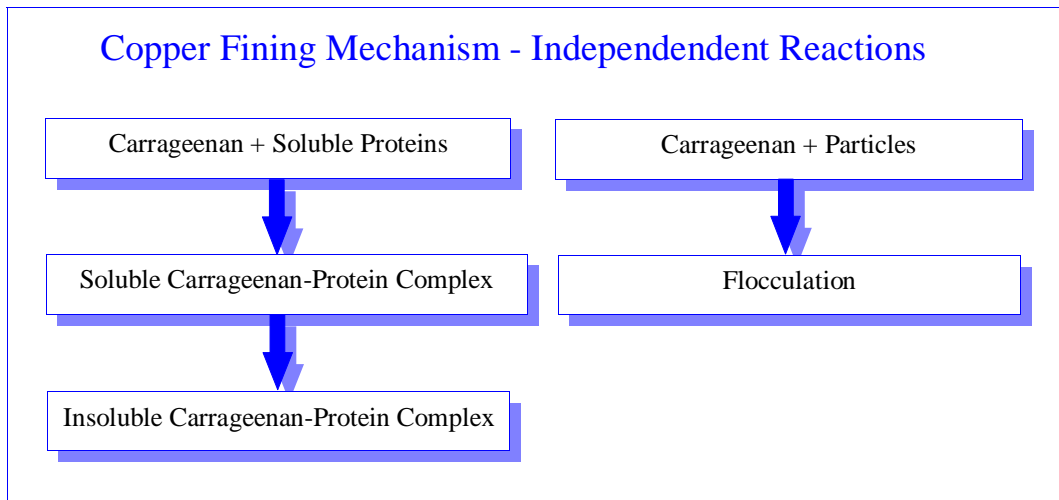 Copper Fining Mechanism - Independendent Reactions
Carrageenan + Soluble Proteins
Carrageenan + Particles
Soluble Carrageenan-Protein Complex
Flocculation
Insoluble Carrageenan-Protein Complex